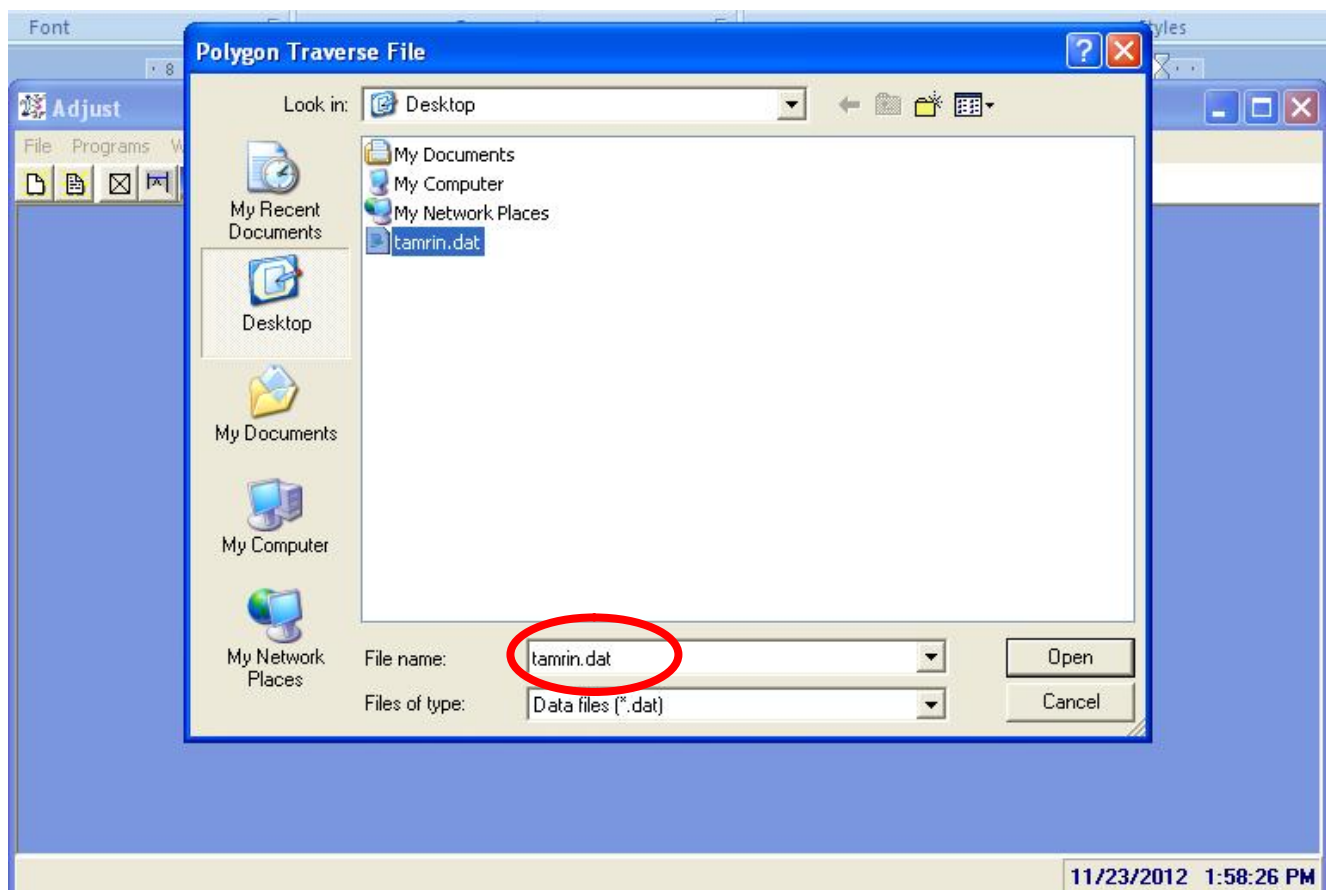 Font
Polygon Traverse File
8
Adjust
File Programs
Look in: Desktop
My Documents
My Computer
My Network Places
tamrin.dat
My Recent
Documents
Desktop
My Documents
My Computer
My Network
Places
File name: tamrin.dat Open
Files of type: Data files (*.dat) Cancel
11/23/2012 1:58:26 PM